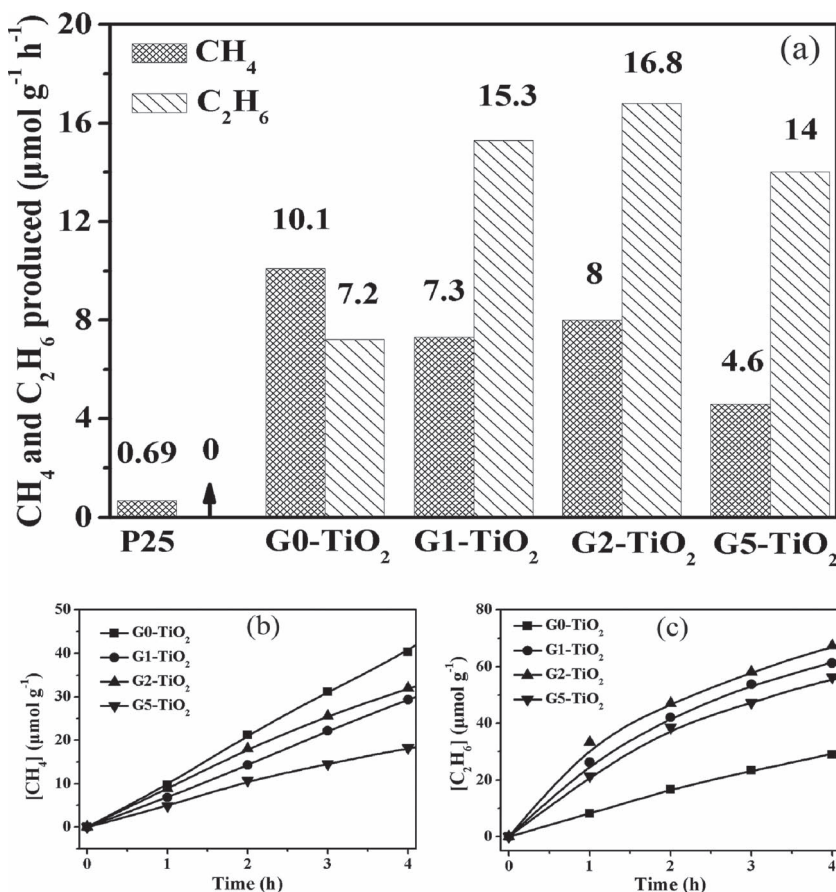 CH₄ and C₂H₆ produced (μmol g⁻¹ h⁻¹)
20
16
12
8
4
0
CH₄
C₂H₆
(a)
0.69
0
10.1
7.2
7.3
15.3
8
16.8
4.6
14
P25
G0-TiO₂
G1-TiO₂
G2-TiO₂
G5-TiO₂
[CH₄] (μmol g⁻¹)
50
40
30
20
10
0
G0-TiO₂
G1-TiO₂
G2-TiO₂
G5-TiO₂
(b)
0 1 2 3 4
Time (h)
[C₂H₆] (μmol g⁻¹)
80
60
40
20
0
G0-TiO₂
G1-TiO₂
G2-TiO₂
G5-TiO₂
(c)
0 1 2 3 4
Time (h)